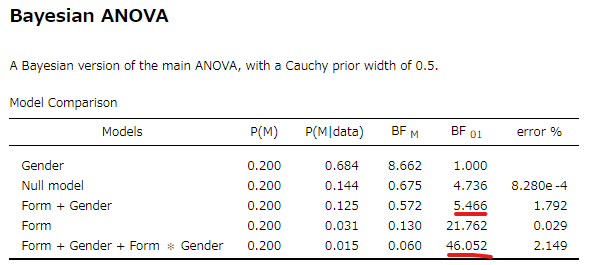 Bayesian ANOVA
A Bayesian version of the main ANOVA, with a Cauchy prior width of 0.5.
Model Comparison
Models P(M) P(M|data) BF M BF 01 error %
Gender 0.200 0.684 8.662 1.000
Null model 0.200 0.144 0.675 4.736 8.280e -4
Form + Gender 0.200 0.125 0.572 5.466 1.792
Form 0.200 0.031 0.130 21.762 0.029
Form + Gender + Form * Gender 0.200 0.015 0.060 46.052 2.149